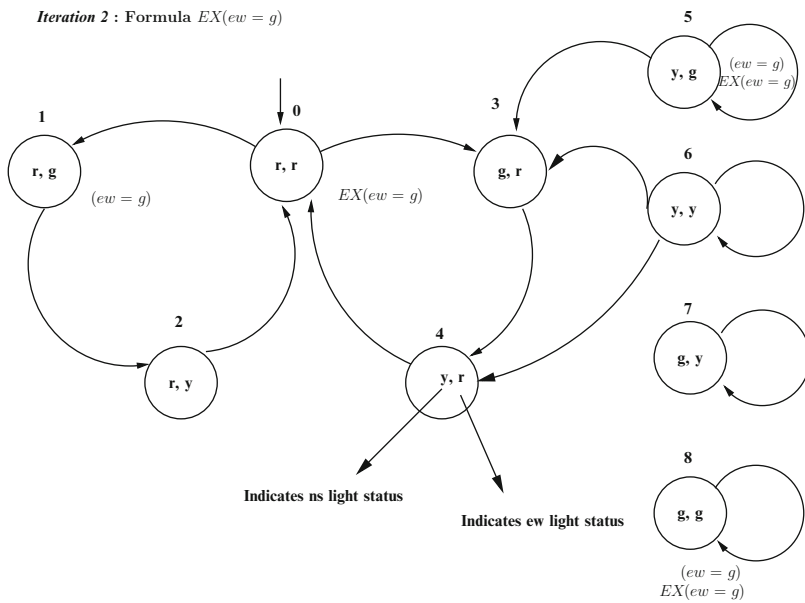 Iteration 2 : Formula EX(ew = g)
5
y, g
(ew = g)
EX(ew = g)
1
0
3
r, g
r, r
g, r
(ew = g)
EX(ew = g)
6
y, y
2
4
7
r, y
y, r
g, y
Indicates ns light status
Indicates ew light status
8
g, g
(ew = g)
EX(ew = g)